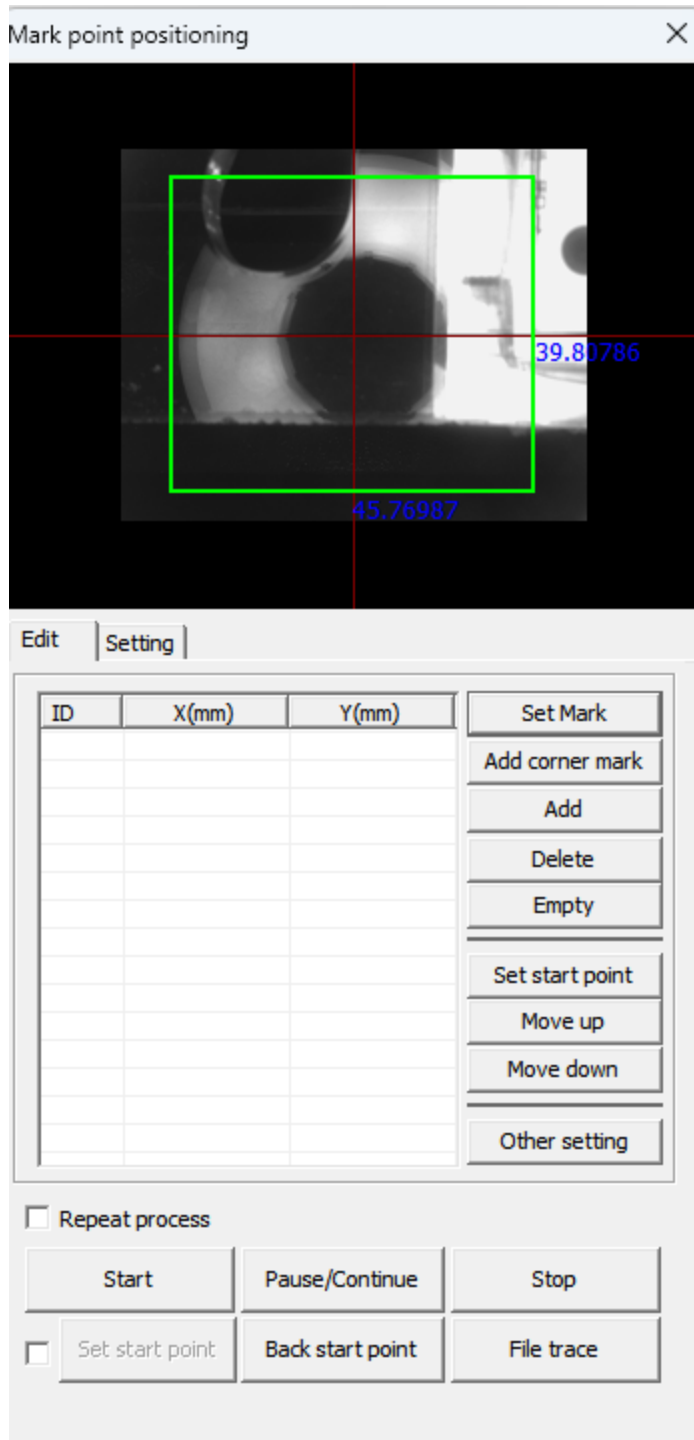 Mark point positioning
39.80786
45.76987
Edit Setting
ID X(mm) Y(mm)
Set Mark
Add corner mark
Add
Delete
Empty
Set start point
Move up
Move down
Other setting
Repeat process
Start Pause/Continue Stop
Set start point Back start point File trace